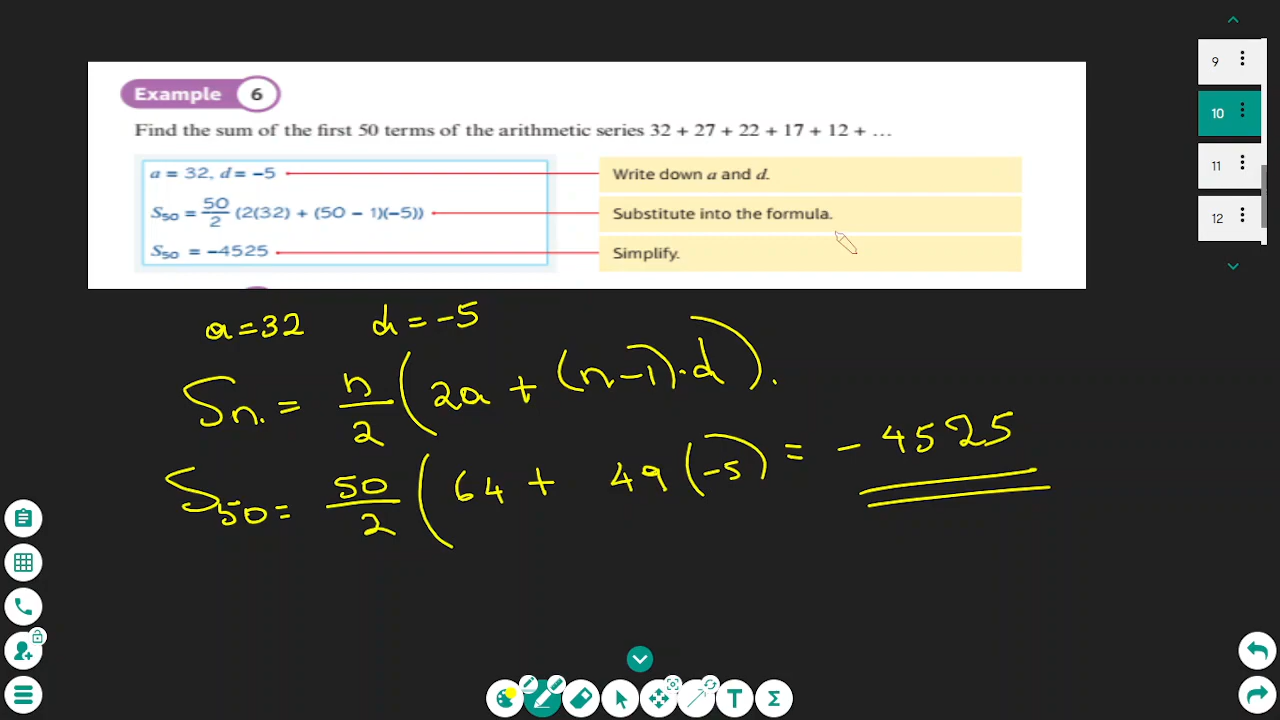 Example 6
Find the sum of the first 50 terms of the arithmetic series 32 + 27 + 22 + 17 + 12 + …
a = 32, d = −5
Write down a and d.
S₅₀ = 50/2 (2(32) + (50 − 1)(−5))
Substitute into the formula.
S₅₀ = −4525
Simplify.
a = 32 d = −5
Sn. = n/2 (2a + (n − 1)·d).
S₅₀ = 50/2 (64 + 49 (−5) = − 4525
9
10
11
12
T
Σ